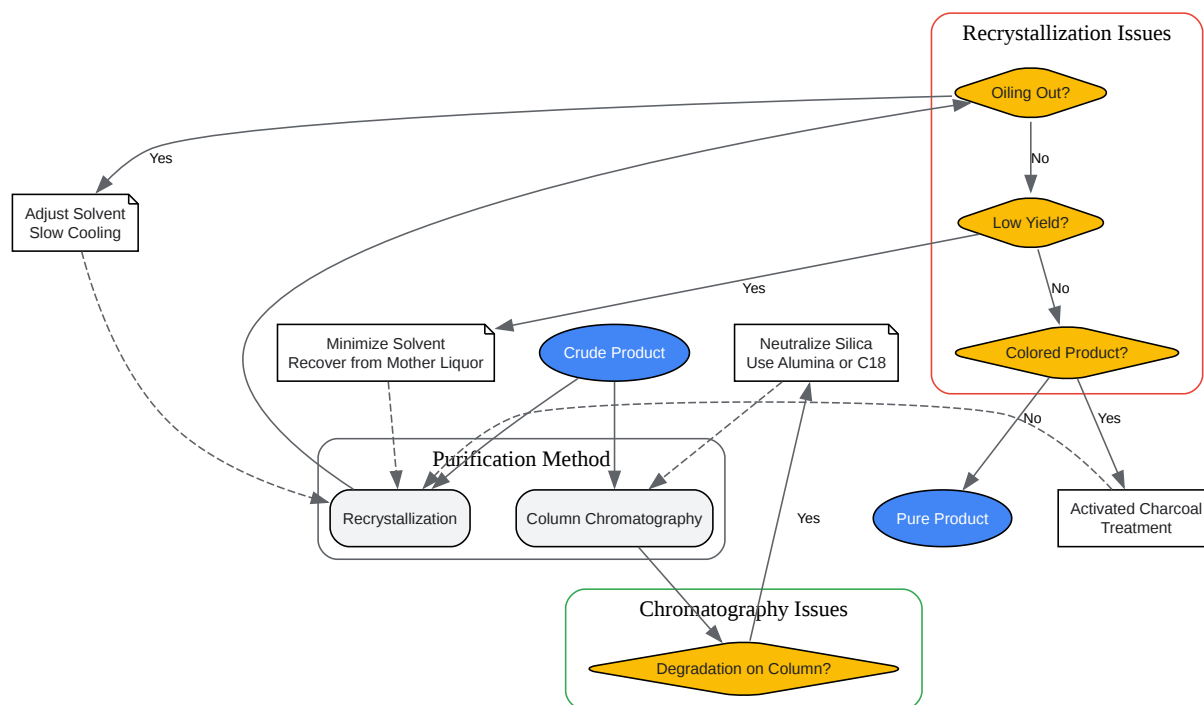 Recrystallization Issues
Oiling Out?
Yes
No
Adjust Solvent
Slow Cooling
Low Yield?
Yes
No
Minimize Solvent
Recover from Mother Liquor
Crude Product
Neutralize Silica
Use Alumina or C18
Colored Product?
No
Yes
Purification Method
Recrystallization
Column Chromatography
Yes
Pure Product
Activated Charcoal
Treatment
Chromatography Issues
Degradation on Column?